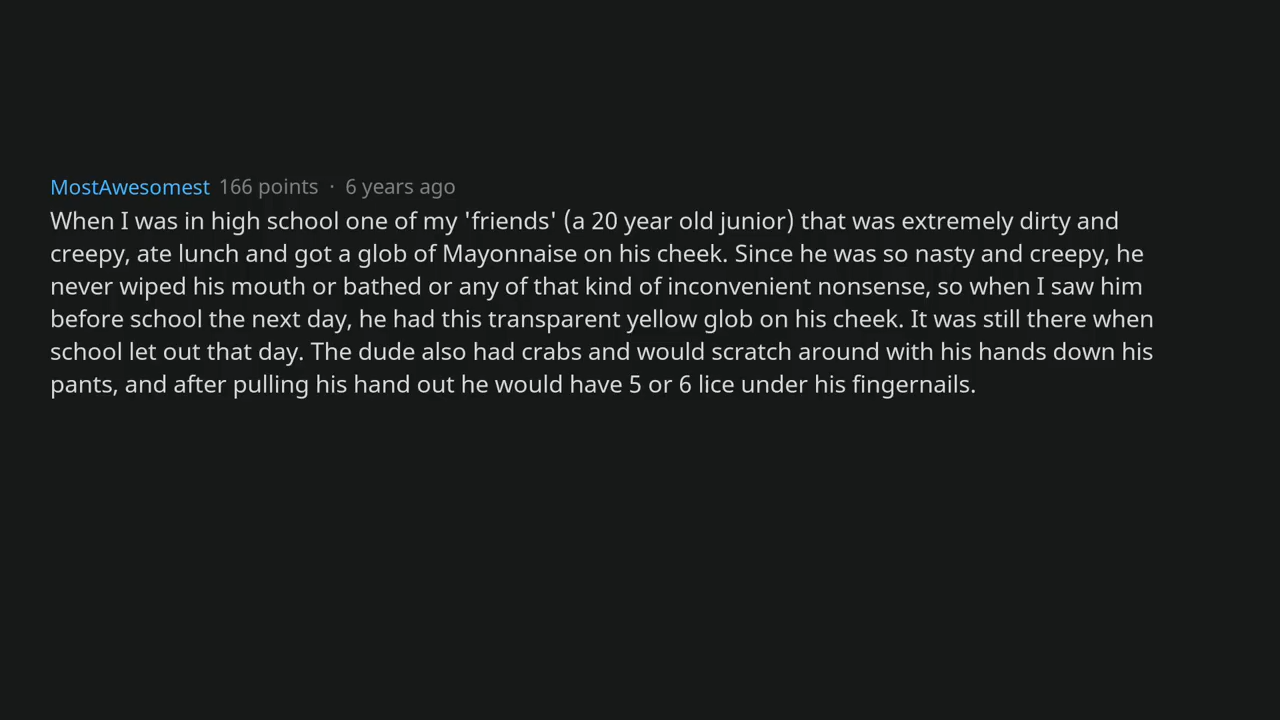 MostAwesomest 166 points · 6 years ago
When I was in high school one of my 'friends' (a 20 year old junior) that was extremely dirty and
creepy, ate lunch and got a glob of Mayonnaise on his cheek. Since he was so nasty and creepy, he
never wiped his mouth or bathed or any of that kind of inconvenient nonsense, so when I saw him
before school the next day, he had this transparent yellow glob on his cheek. It was still there when
school let out that day. The dude also had crabs and would scratch around with his hands down his
pants, and after pulling his hand out he would have 5 or 6 lice under his fingernails.